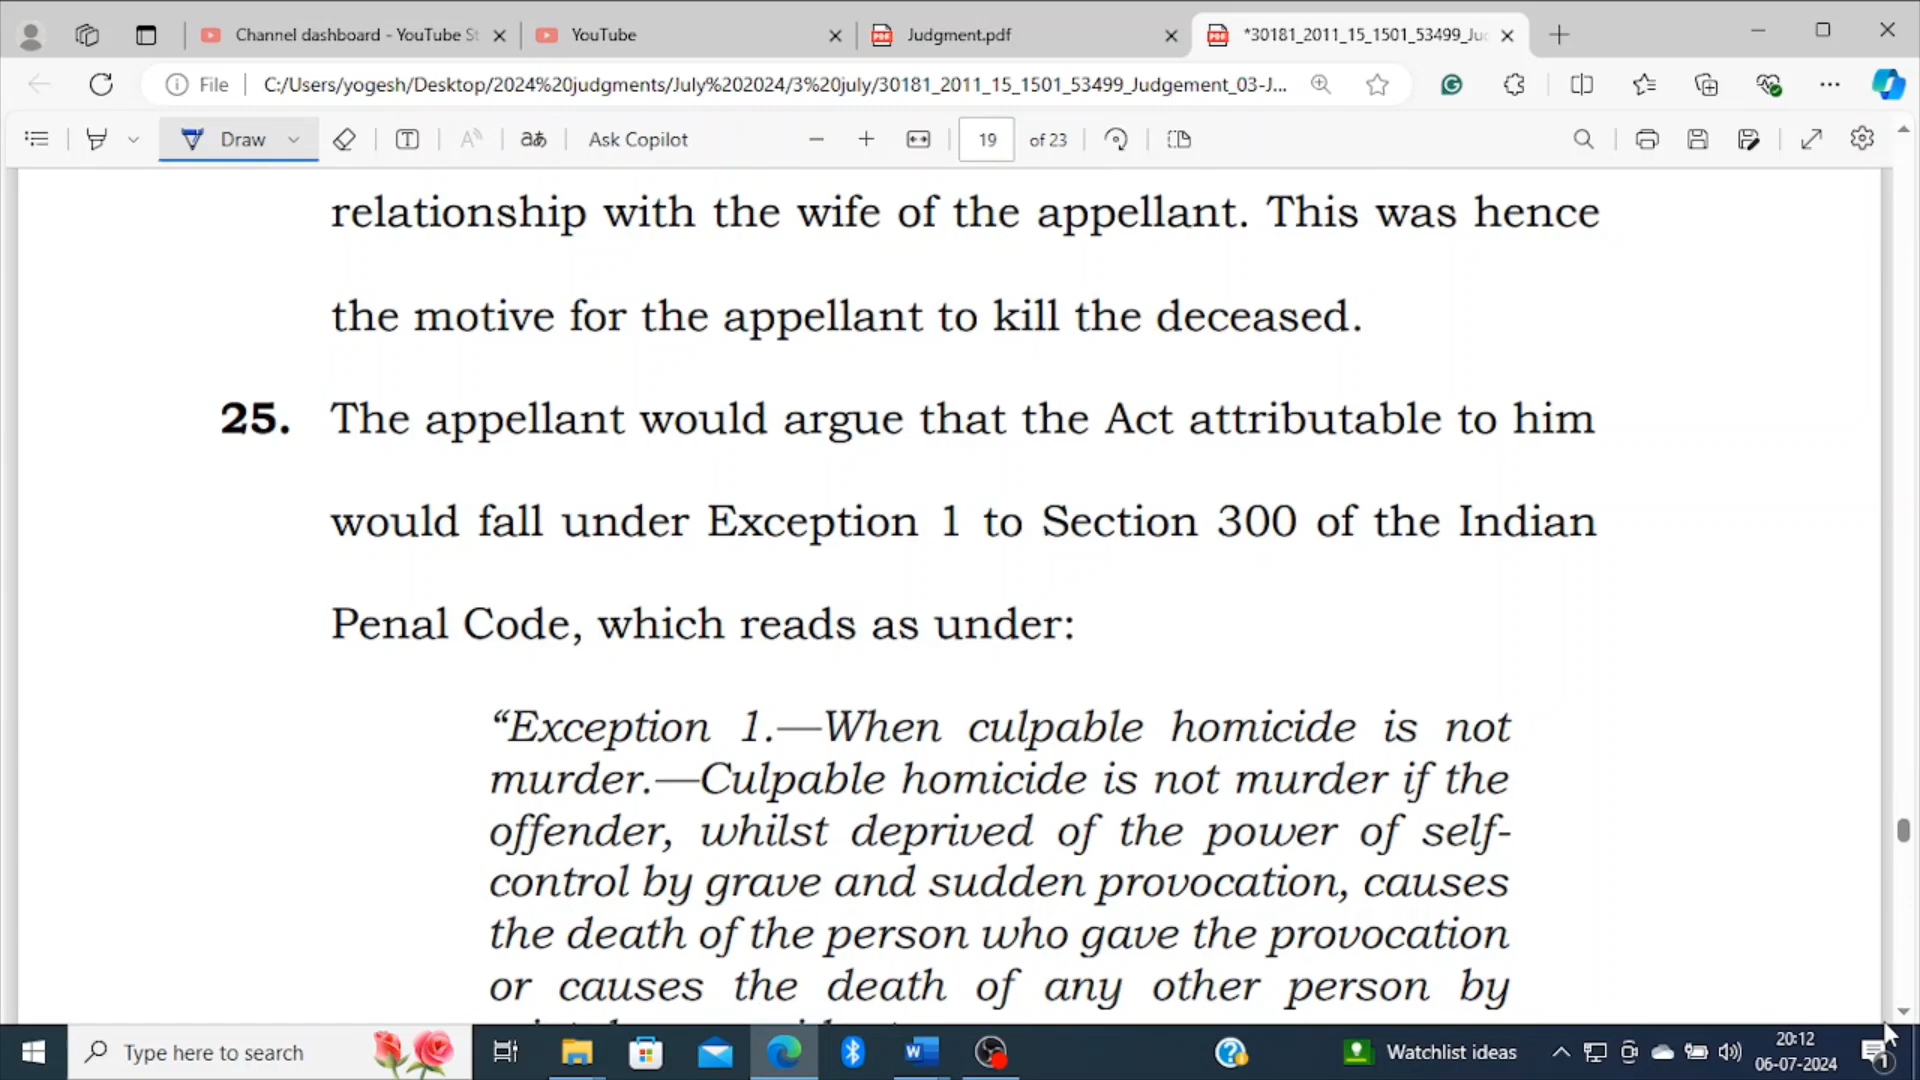 Channel dashboard - YouTube St
YouTube
Judgment.pdf
*30181_2011_15_1501_53499_Ju
File
C:/Users/yogesh/Desktop/2024%20judgments/July%202024/3%20july/30181_2011_15_1501_53499_Judgement_03-J...
Draw
T
A
aあ
Ask Copilot
19
of 23
relationship with the wife of the appellant. This was hence
the motive for the appellant to kill the deceased.
25. The appellant would argue that the Act attributable to him
would fall under Exception 1 to Section 300 of the Indian
Penal Code, which reads as under:
“Exception 1.—When culpable homicide is not
murder.—Culpable homicide is not murder if the
offender, whilst deprived of the power of self-
control by grave and sudden provocation, causes
the death of the person who gave the provocation
or causes the death of any other person by
Type here to search
Watchlist ideas
20:12
06-07-2024
1